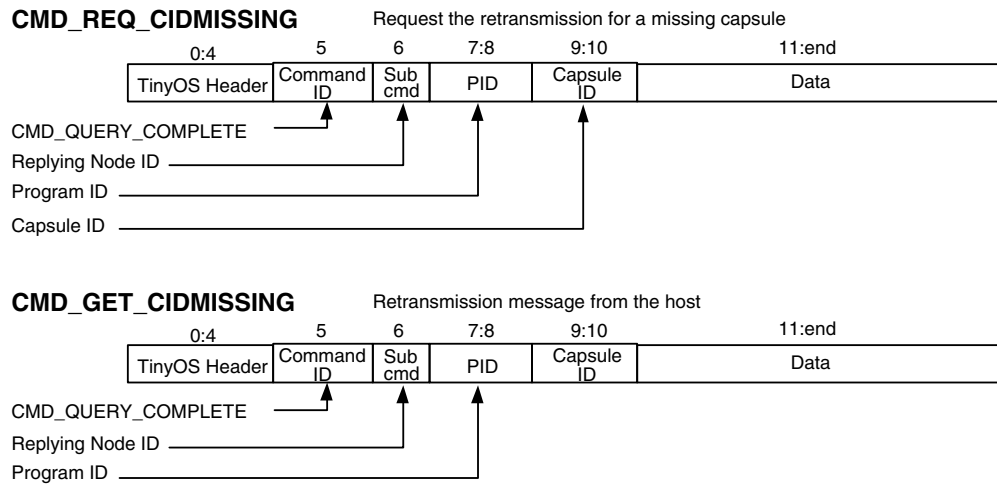 CMD_REQ_CIDMISSING Request the retransmission for a missing capsule
0:4 5 6 7:8 9:10 11:end
TinyOS Header Command ID Sub cmd PID Capsule ID Data
CMD_QUERY_COMPLETE
Replying Node ID
Program ID
Capsule ID
CMD_GET_CIDMISSING Retransmission message from the host
0:4 5 6 7:8 9:10 11:end
TinyOS Header Command ID Sub cmd PID Capsule ID Data
CMD_QUERY_COMPLETE
Replying Node ID
Program ID